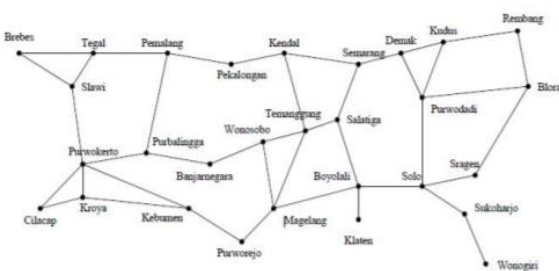 Rembang
Kudus
Demak
Brebes
Tegal
Pemalang
Kendal
Semarang
Pekalongan
Slawi
Blora
Purwodadi
Temanggung
Salatiga
Wonosobo
Purbalingga
Purwokerto
Banjarnegara
Boyolali
Solo
Sragen
Cilacap
Kroya
Kebumen
Magelang
Klaten
Sukoharjo
Purworejo
Wonogiri